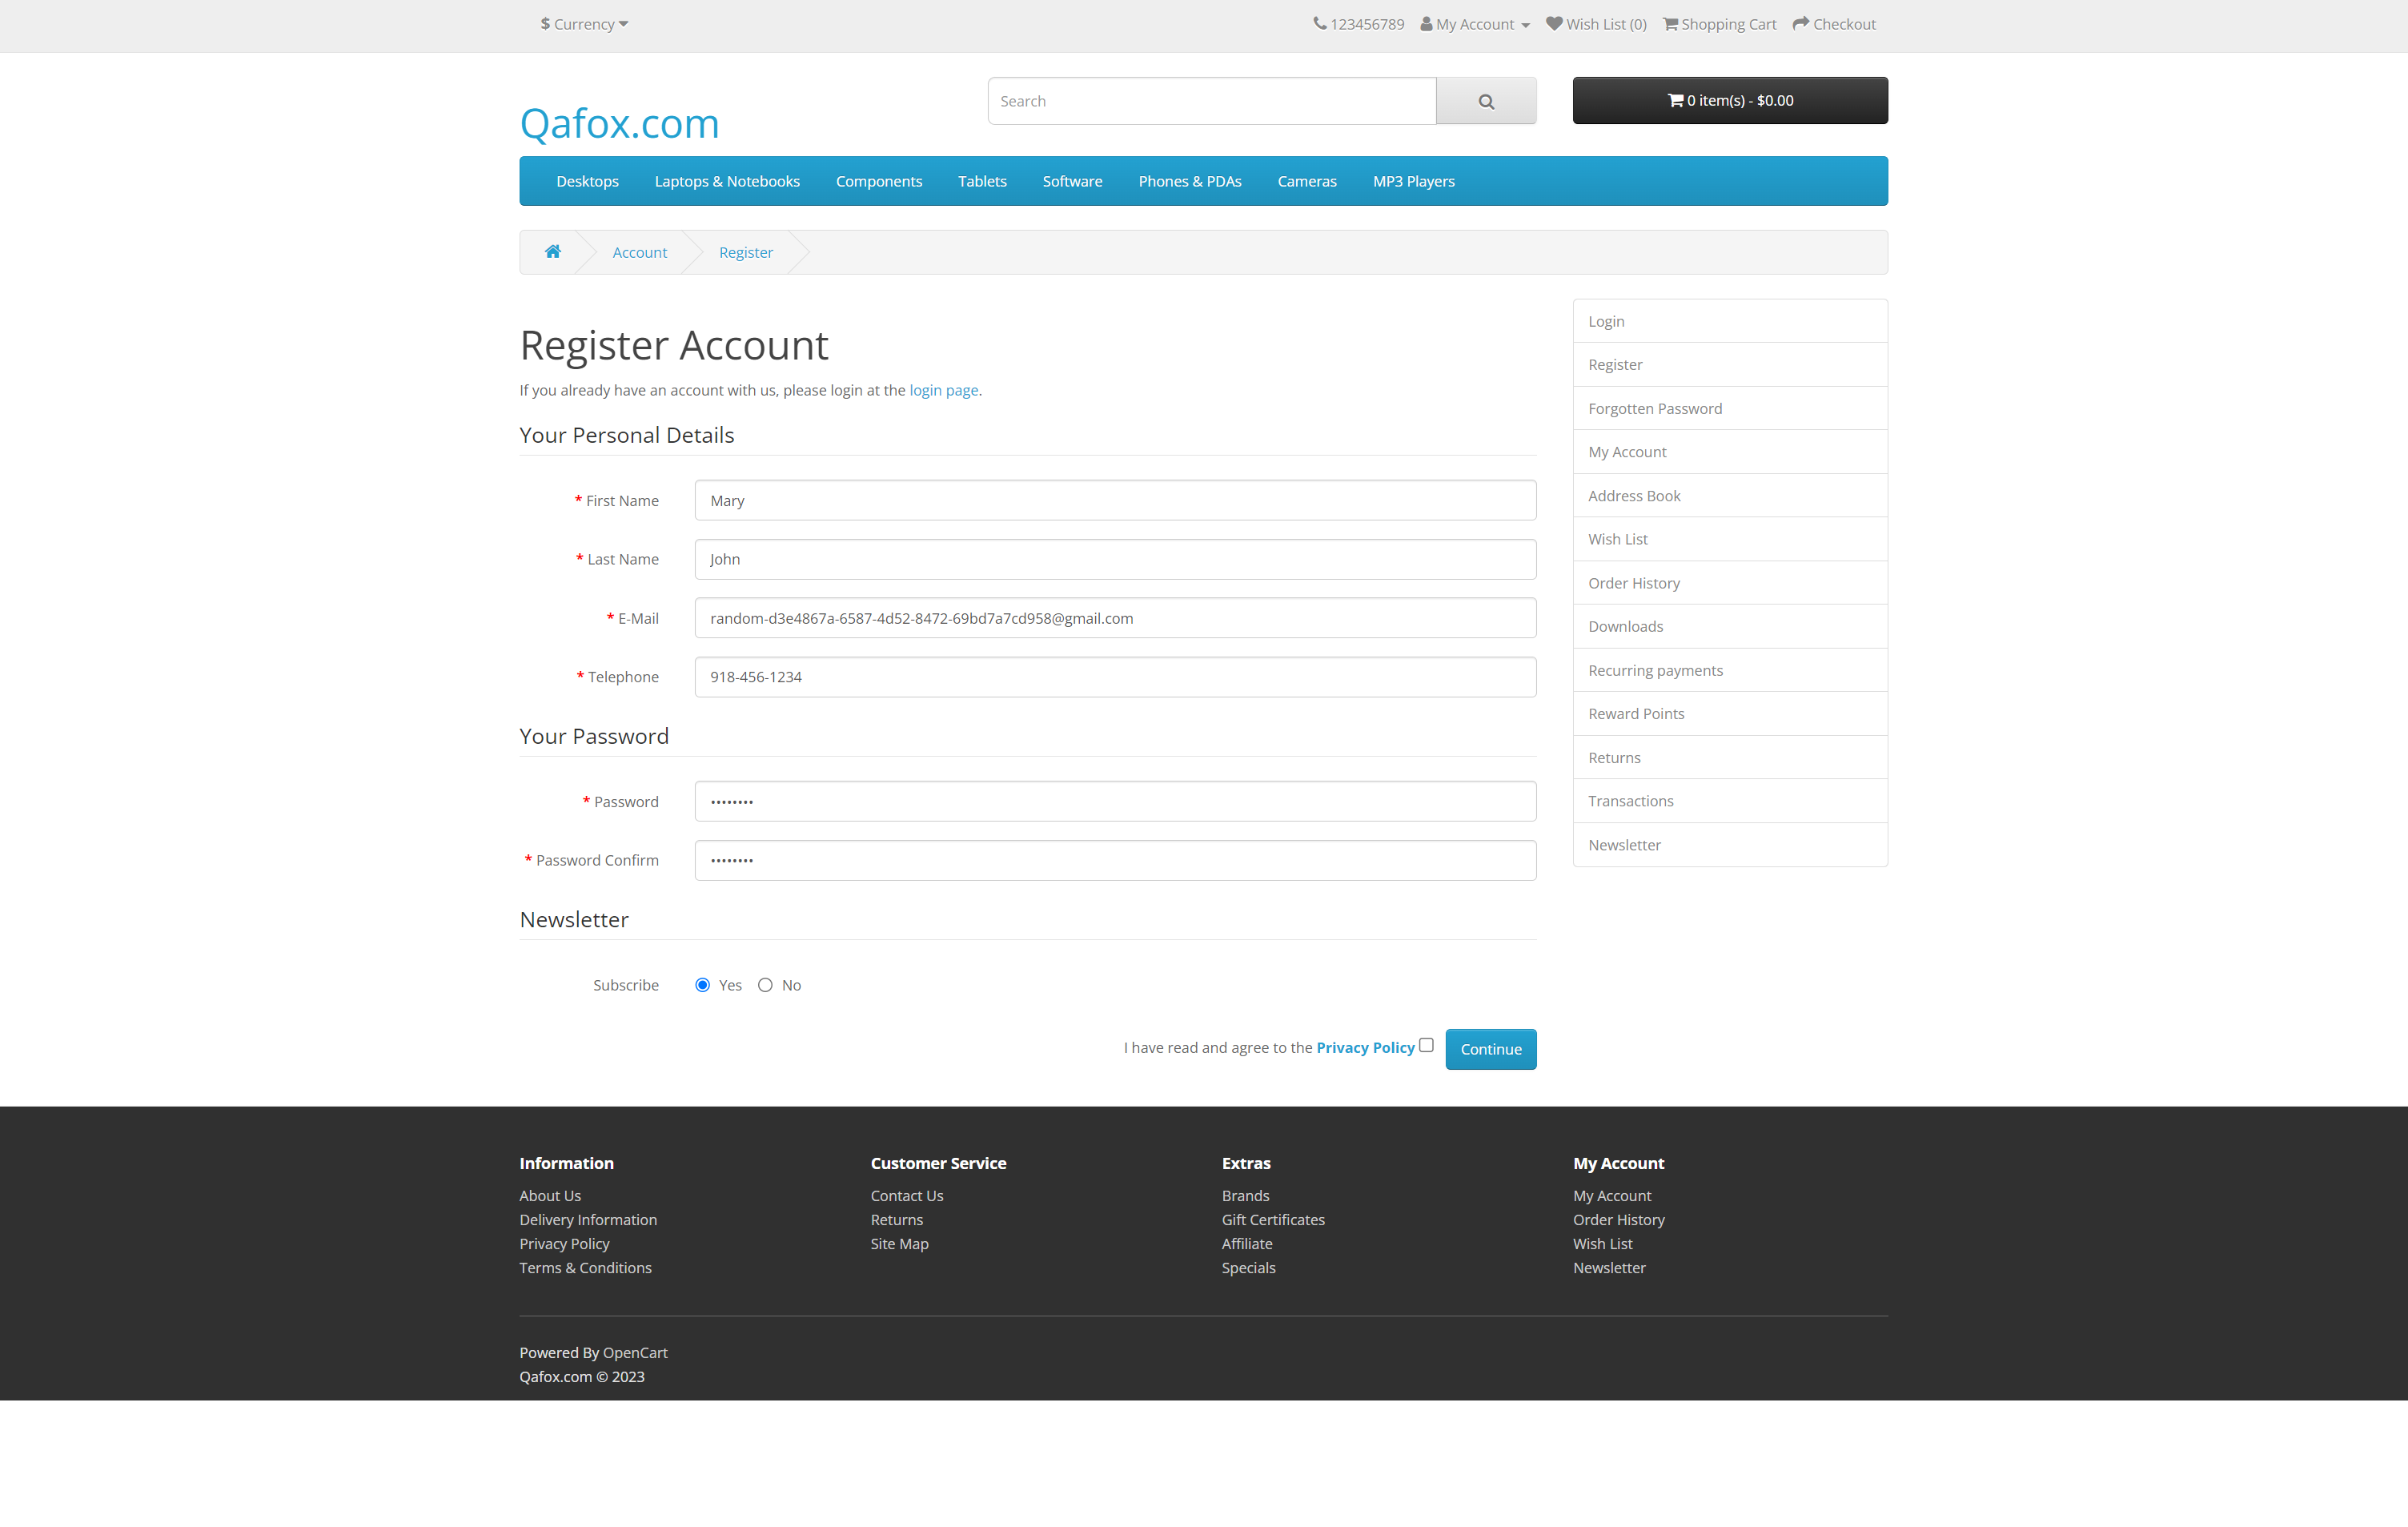 $ Currency
123456789 My Account Wish List (0) Shopping Cart Checkout
Qafox.com
Search
0 item(s) - $0.00
Desktops Laptops & Notebooks Components Tablets Software Phones & PDAs Cameras MP3 Players
Account Register
Register Account
If you already have an account with us, please login at the login page.
Your Personal Details
* First Name Mary
* Last Name John
* E-Mail random-d3e4867a-6587-4d52-8472-69bd7a7cd958@gmail.com
* Telephone 918-456-1234
Your Password
* Password ••••••••
* Password Confirm ••••••••
Newsletter
Subscribe Yes No
I have read and agree to the Privacy Policy Continue
Login
Register
Forgotten Password
My Account
Address Book
Wish List
Order History
Downloads
Recurring payments
Reward Points
Returns
Transactions
Newsletter
Information
About Us
Delivery Information
Privacy Policy
Terms & Conditions
Customer Service
Contact Us
Returns
Site Map
Extras
Brands
Gift Certificates
Affiliate
Specials
My Account
My Account
Order History
Wish List
Newsletter
Powered By OpenCart
Qafox.com © 2023